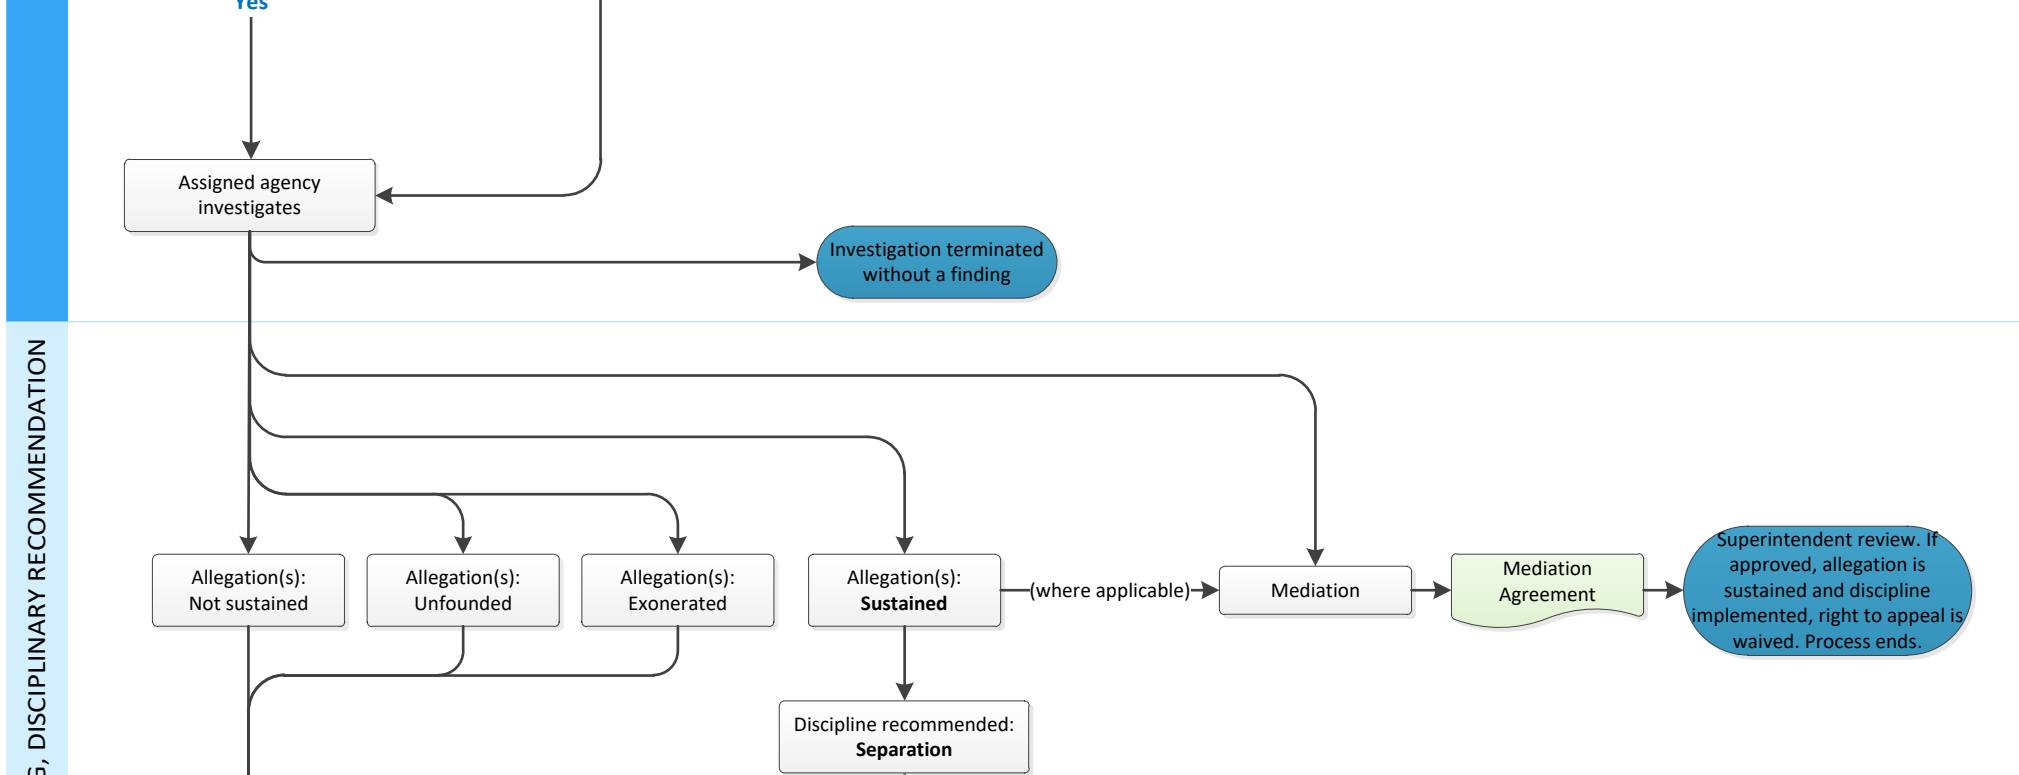 Yes
Assigned agency
investigates
Investigation terminated
without a finding
DISCIPLINARY RECOMMENDATION
Allegation(s):
Not sustained
Allegation(s):
Unfounded
Allegation(s):
Exonerated
Allegation(s):
Sustained
(where applicable)
Mediation
Mediation
Agreement
Superintendent review. If
approved, allegation is
sustained and discipline
implemented, right to appeal is
waived. Process ends.
Discipline recommended:
Separation